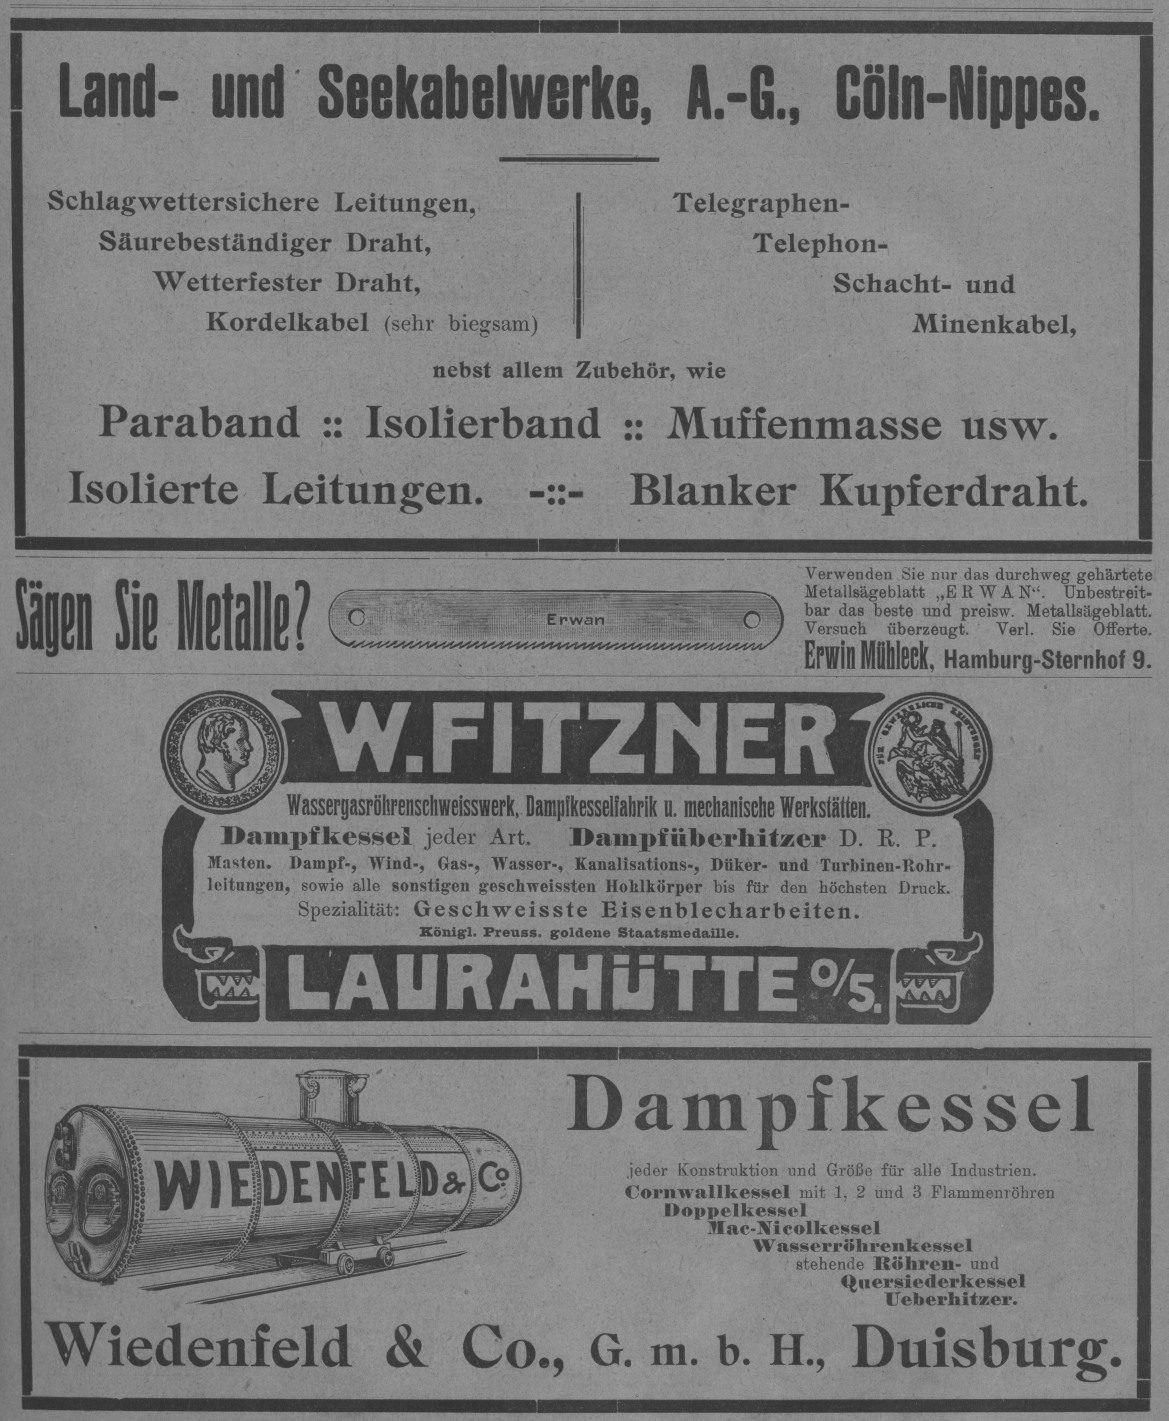 Land- und Seekabelwerke, A.-G., Cöln-Nippes.
Schlagwettersichere Leitungen,
Säurebeständiger Draht,
Wetterfester Draht,
Kordelkabel (sehr biegsam)
Telegraphen-
Telephon-
Schacht- und
Minenkabel,
nebst allem Zubehör, wie
Paraband :: Isolierband :: Muffenmasse usw.
Isolierte Leitungen. -::- Blanker Kupferdraht.
Sägen Sie Metalle?
Erwan
Verwenden Sie nur das durchweg gehärtete
Metallsägeblatt „ERWAN“. Unbestreit-
bar das beste und preisw. Metallsägeblatt.
Versuch überzeugt. Verl. Sie Offerte.
Erwin Mühleck, Hamburg-Sternhof 9.
W. FITZNER
FÜR GEWERBLICHE LEISTUNGEN
Wassergasröhrenschweisswerk, Dampfkesselfabrik u. mechanische Werkstätten.
Dampfkessel jeder Art. Dampfüberhitzer D. R. P.
Masten. Dampf-, Wind-, Gas-, Wasser-, Kanalisations-, Düker- und Turbinen-Rohr-
leitungen, sowie alle sonstigen geschweissten Hohlkörper bis für den höchsten Druck.
Spezialität: Geschweisste Eisenblecharbeiten.
Königl. Preuss. goldene Staatsmedaille.
LAURAHÜTTE O/S.
WIEDENFELD & Co
Dampfkessel
jeder Konstruktion und Größe für alle Industrien.
Cornwallkessel mit 1, 2 und 3 Flammenröhren
Doppelkessel
Mac-Nicolkessel
Wasserröhrenkessel
stehende Röhren- und
Quersiederkessel
Ueberhitzer.
Wiedenfeld & Co., G. m. b. H., Duisburg.